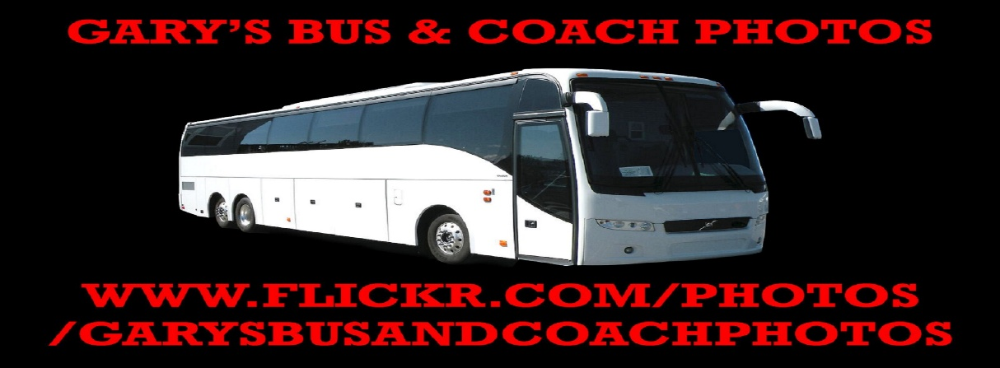 GARY'S BUS & COACH PHOTOS
WWW.FLICKR.COM/PHOTOS
/GARYSBUSANDCOACHPHOTOS